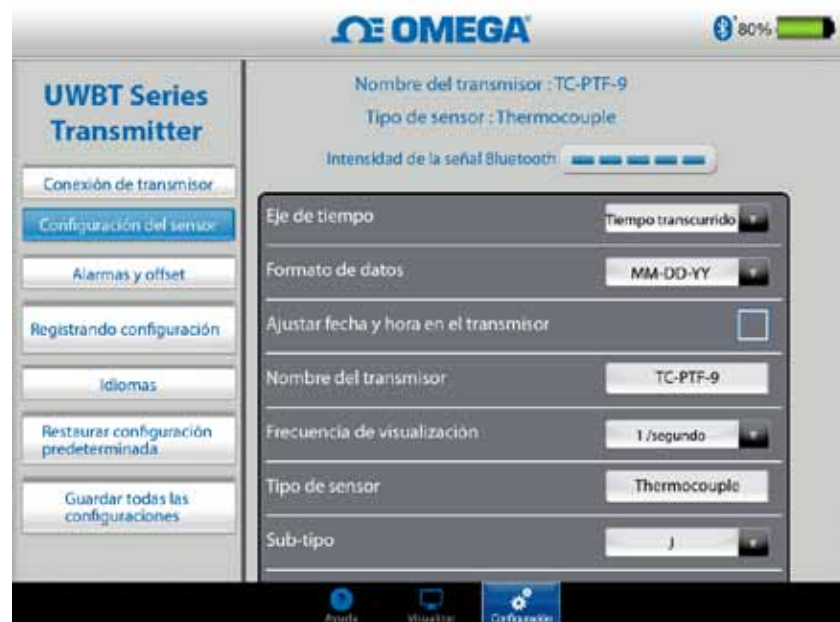 OMEGA
80%
UWBT Series
Transmitter
Conexión de transmisor
Configuración del sensor
Alarmas y offset
Registrando configuración
Idiomas
Restaurar configuración
predeterminada
Guardar todas las
configuraciones
Nombre del transmisor : TC-PTF-9
Tipo de sensor : Thermocouple
Intensidad de la señal Bluetooth
Eje de tiempo
Tiempo transcurrido
Formato de datos
MM-DD-YY
Ajustar fecha y hora en el transmisor
Nombre del transmisor
TC-PTF-9
Frecuencia de visualización
1 /segundo
Tipo de sensor
Thermocouple
Sub-tipo
J
Ayuda
Visualizar
Configuración